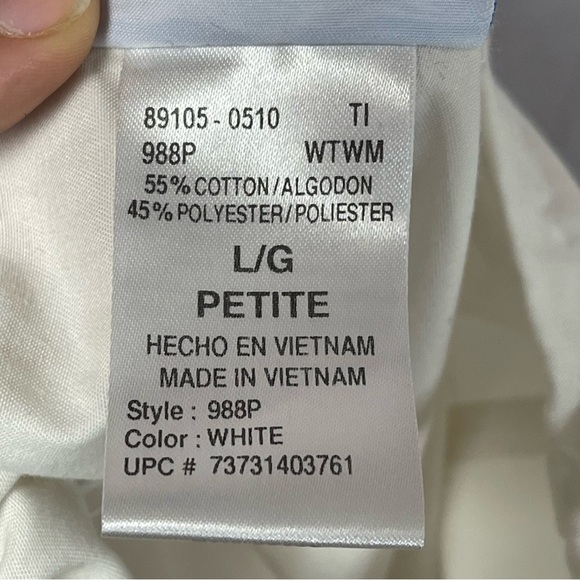 89105-0510 TI
988P WTWM
55% COTTON/ALGODON
45% POLYESTER/POLIESTER
L/G
PETITE
HECHO EN VIETNAM
MADE IN VIETNAM
Style : 988P
Color : WHITE
UPC # 73731403761